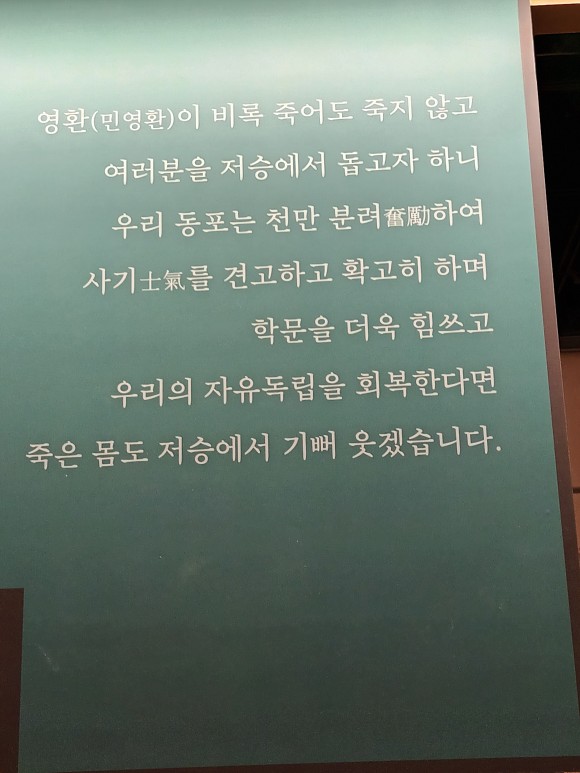 영환(민영환)이 비록 죽어도 죽지 않고
여러분을 저승에서 돕고자 하니
우리 동포는 천만 분려奮勵하여
사기士氣를 견고하고 확고히 하며
학문을 더욱 힘쓰고
우리의 자유독립을 회복한다면
죽은 몸도 저승에서 기뻐 웃겠습니다.